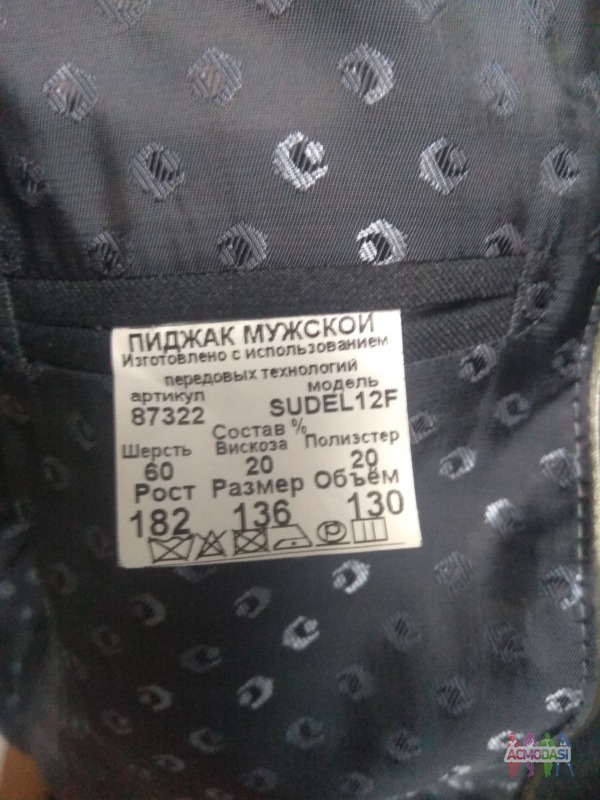 ПИДЖАК МУЖСКОЙ
Изготовлено с использованием
передовых технологий
артикул модель
87322 SUDEL12F
Состав %
Шерсть Вискоза Полиэстер
60 20 20
Рост Размер Объём
182 136 130
ACMODASI